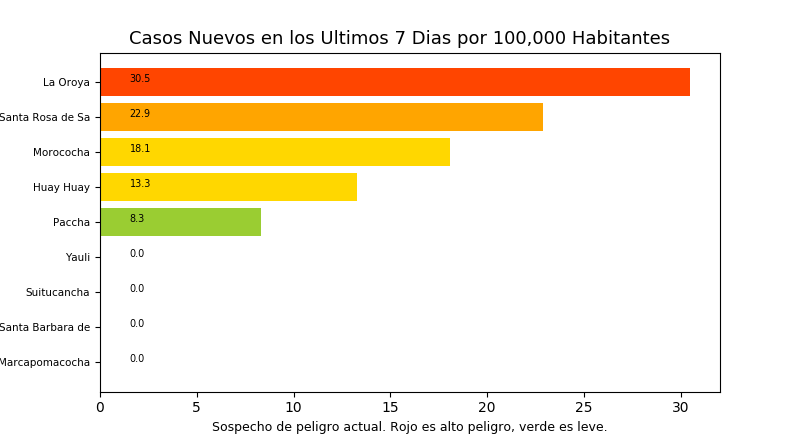 Casos Nuevos en los Ultimos 7 Dias por 100,000 Habitantes
La Oroya 30.5
Santa Rosa de Sa 22.9
Morococha 18.1
Huay Huay 13.3
Paccha 8.3
Yauli 0.0
Suitucancha 0.0
Santa Barbara de 0.0
Marcapomacocha 0.0
0 5 10 15 20 25 30
Sospecho de peligro actual. Rojo es alto peligro, verde es leve.